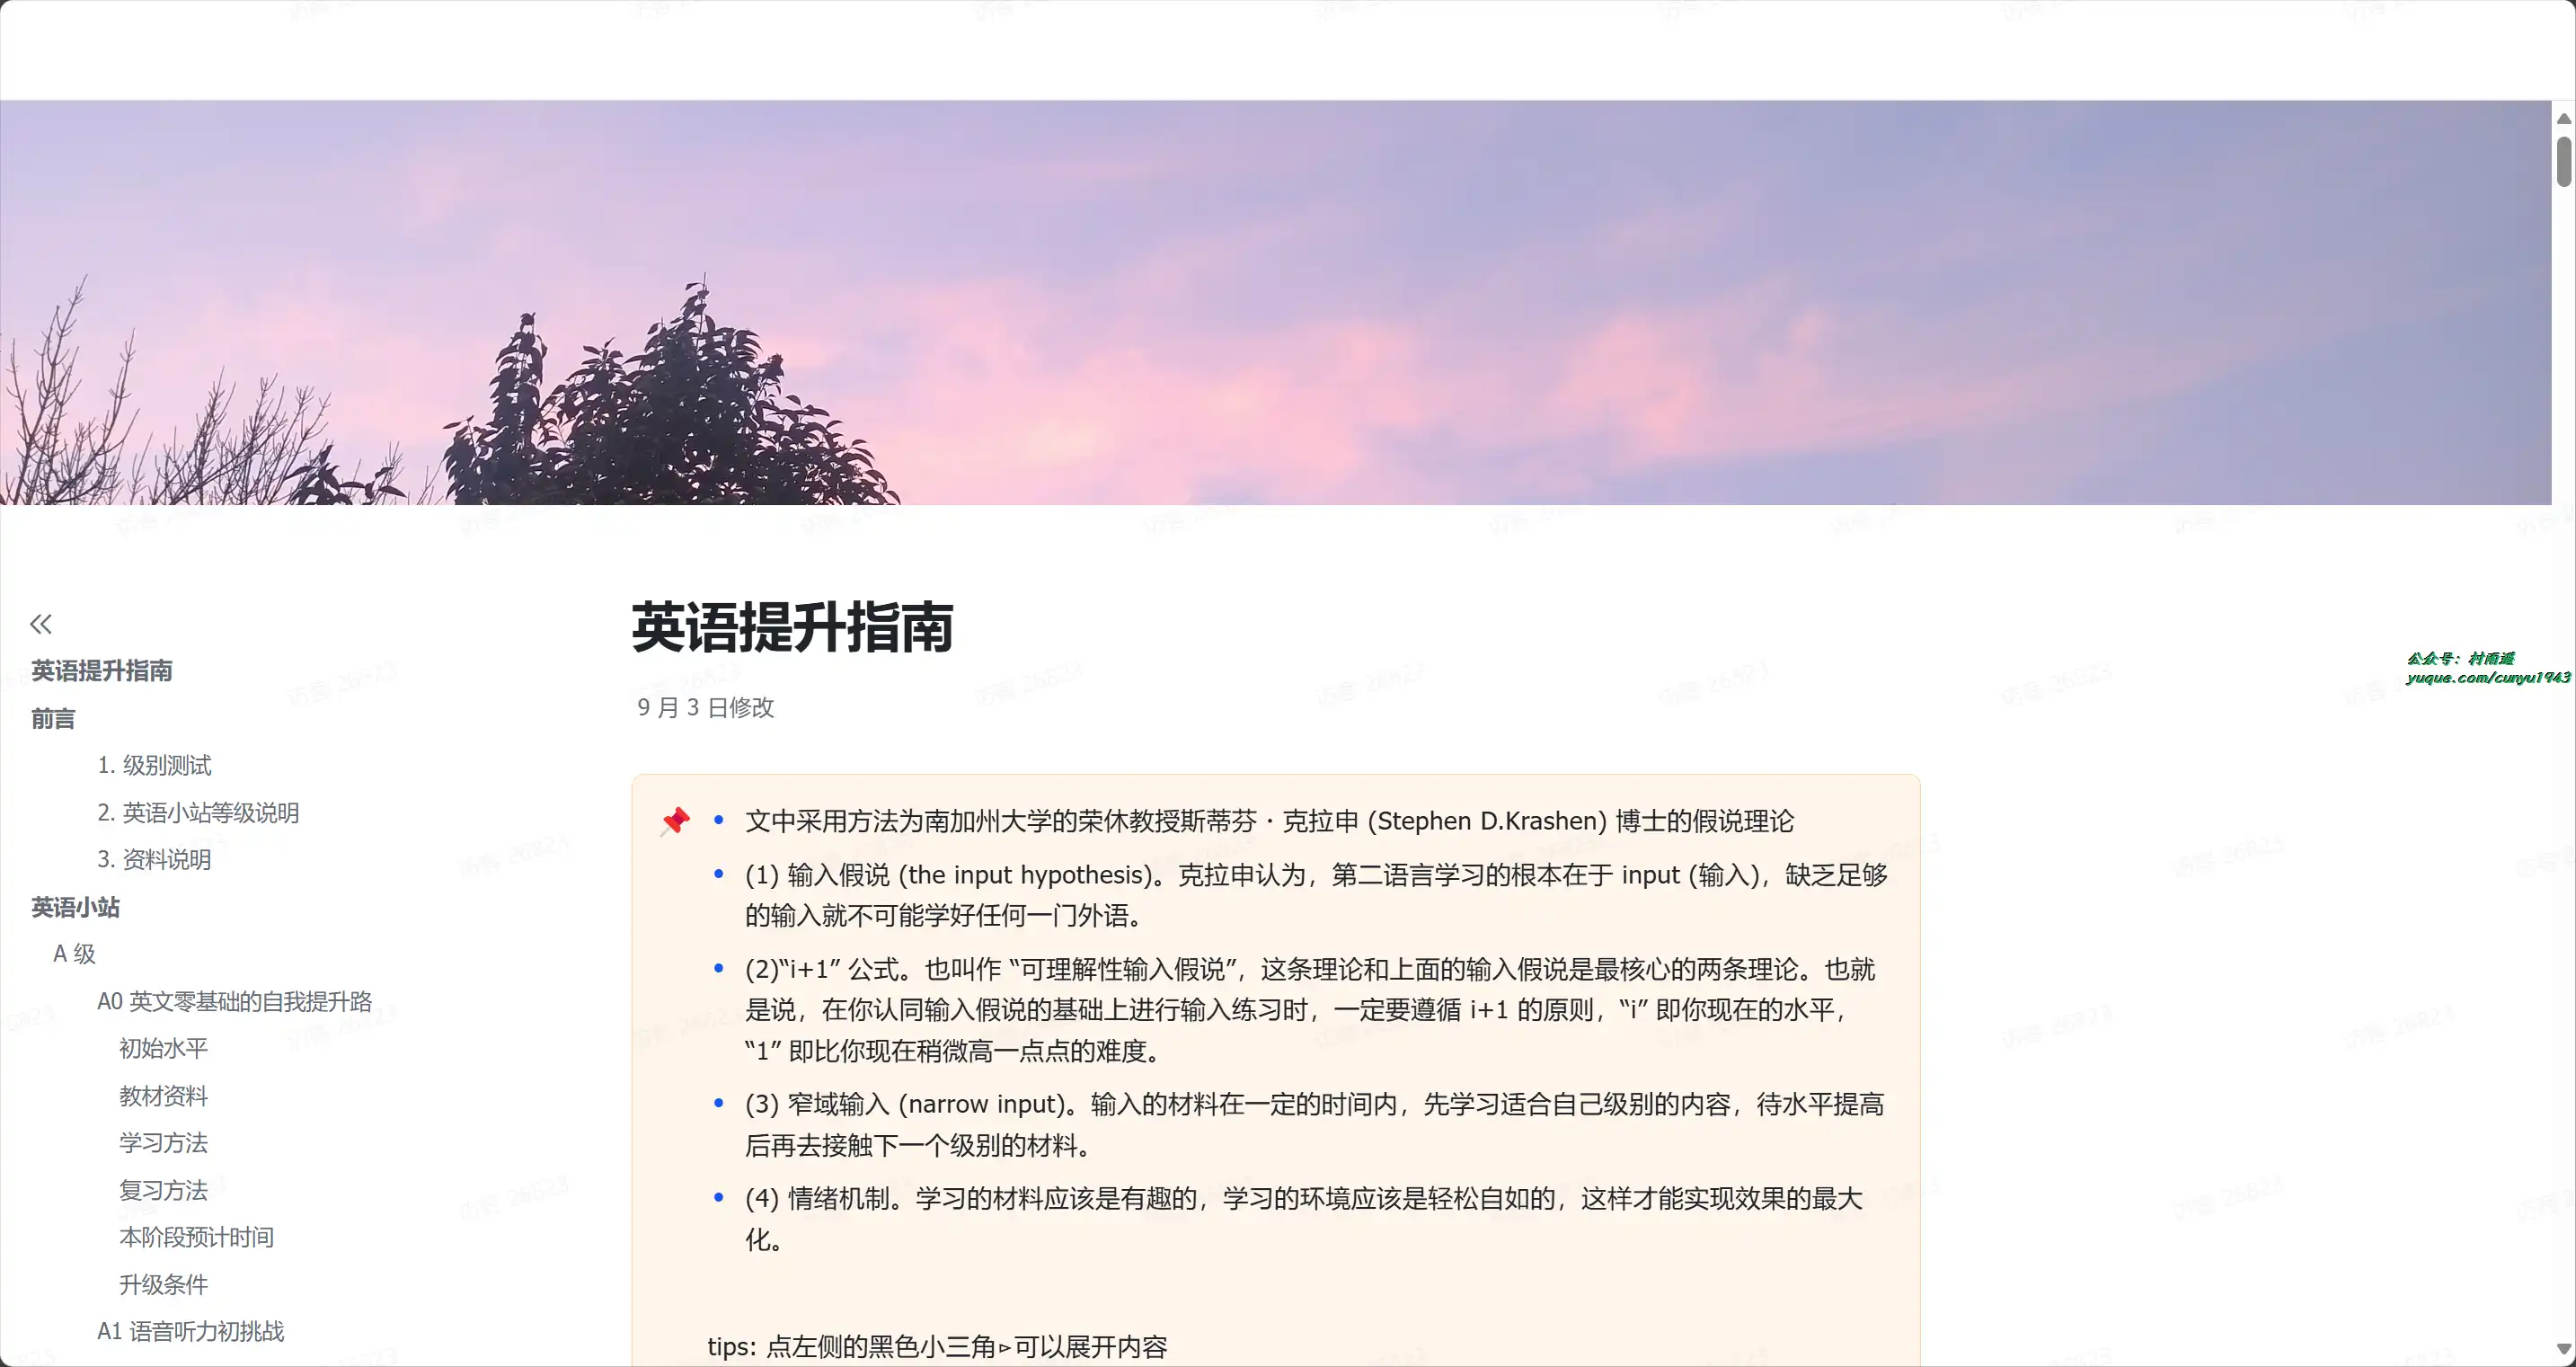 英语提升指南
前言
1. 级别测试
2. 英语小站等级说明
3. 资料说明
英语小站
A 级
A0 英文零基础的自我提升路
初始水平
教材资料
学习方法
复习方法
本阶段预计时间
升级条件
A1 语音听力初挑战
英语提升指南
9 月 3 日修改
文中采用方法为南加州大学的荣休教授斯蒂芬 · 克拉申 (Stephen D.Krashen) 博士的假说理论
(1) 输入假说 (the input hypothesis)。克拉申认为，第二语言学习的根本在于 input (输入)，缺乏足够
的输入就不可能学好任何一门外语。
(2)“i+1” 公式。也叫作 “可理解性输入假说”，这条理论和上面的输入假说是最核心的两条理论。也就
是说，在你认同输入假说的基础上进行输入练习时，一定要遵循 i+1 的原则，“i” 即你现在的水平，
“1” 即比你现在稍微高一点点的难度。
(3) 窄域输入 (narrow input)。输入的材料在一定的时间内，先学习适合自己级别的内容，待水平提高
后再去接触下一个级别的材料。
(4) 情绪机制。学习的材料应该是有趣的，学习的环境应该是轻松自如的，这样才能实现效果的最大
化。
tips: 点左侧的黑色小三角▹可以展开内容
公众号：村雨遥
yuque.com/cunyu1943
访客 26823